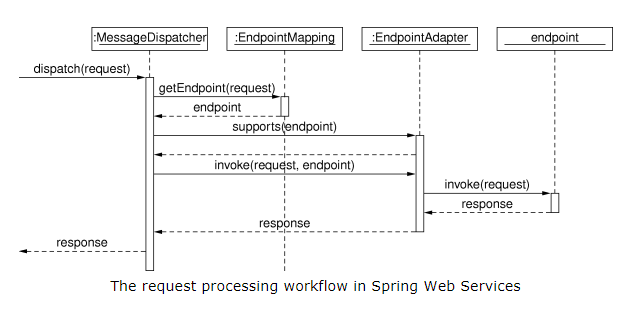 :MessageDispatcher :EndpointMapping :EndpointAdapter endpoint
dispatch(request)
getEndpoint(request)
endpoint
supports(endpoint)
invoke(request, endpoint)
invoke(request)
response
response
response
The request processing workflow in Spring Web Services